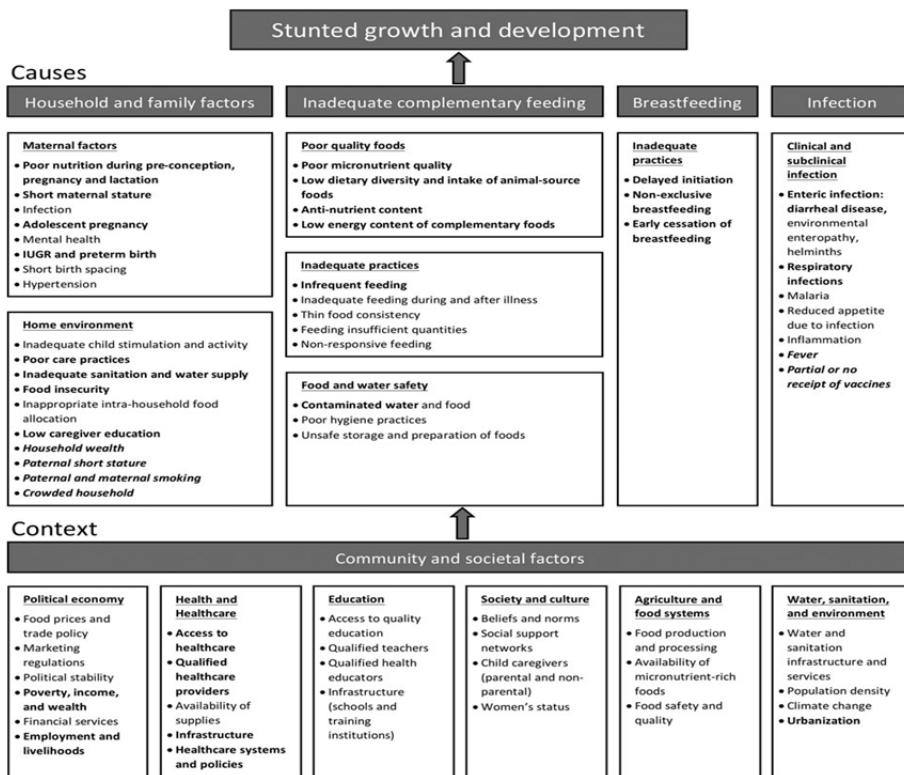 Stunted growth and development
Causes
Household and family factors
Inadequate complementary feeding
Breastfeeding
Infection
Maternal factors
• Poor nutrition during pre-conception,
pregnancy and lactation
• Short maternal stature
• Infection
• Adolescent pregnancy
• Mental health
• IUGR and preterm birth
• Short birth spacing
• Hypertension
Home environment
• Inadequate child stimulation and activity
• Poor care practices
• Inadequate sanitation and water supply
• Food insecurity
• Inappropriate intra-household food
allocation
• Low caregiver education
• Household wealth
• Paternal short stature
• Paternal and maternal smoking
• Crowded household
Poor quality foods
• Poor micronutrient quality
• Low dietary diversity and intake of animal-source
foods
• Anti-nutrient content
• Low energy content of complementary foods
Inadequate practices
• Infrequent feeding
• Inadequate feeding during and after illness
• Thin food consistency
• Feeding insufficient quantities
• Non-responsive feeding
Food and water safety
• Contaminated water and food
• Poor hygiene practices
• Unsafe storage and preparation of foods
Inadequate
practices
• Delayed initiation
• Non-exclusive
breastfeeding
• Early cessation of
breastfeeding
Clinical and
subclinical
infection
• Enteric infection:
diarrheal disease,
environmental
enteropathy,
helminths
• Respiratory
infections
• Malaria
• Reduced appetite
due to infection
• Inflammation
• Fever
• Partial or no
receipt of vaccines
Context
Community and societal factors
Political economy
• Food prices and
trade policy
• Marketing
regulations
• Political stability
• Poverty, income,
and wealth
• Financial services
• Employment and
livelihoods
Health and
Healthcare
• Access to
healthcare
• Qualified
healthcare
providers
• Availability of
supplies
• Infrastructure
• Healthcare systems
and policies
Education
• Access to quality
education
• Qualified teachers
• Qualified health
educators
• Infrastructure
(schools and
training
institutions)
Society and culture
• Beliefs and norms
• Social support
networks
• Child caregivers
(parental and non-
parental)
• Women's status
Agriculture and
food systems
• Food production
and processing
• Availability of
micronutrient-rich
foods
• Food safety and
quality
Water, sanitation,
and environment
• Water and
sanitation
infrastructure and
services
• Population density
• Climate change
• Urbanization